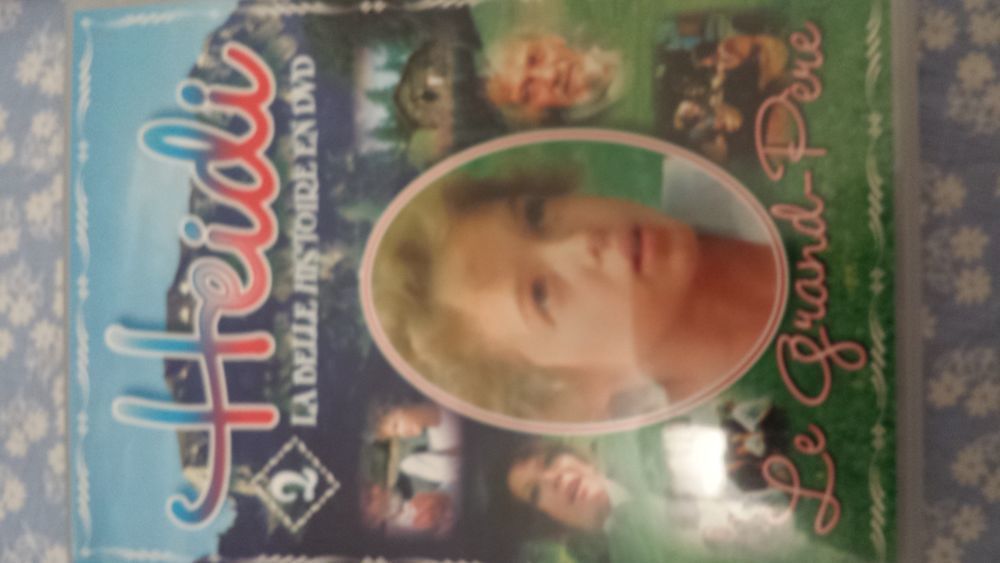 Heidi
2 LA BELLE HISTOIRE EN DVD
Le Grand-Père